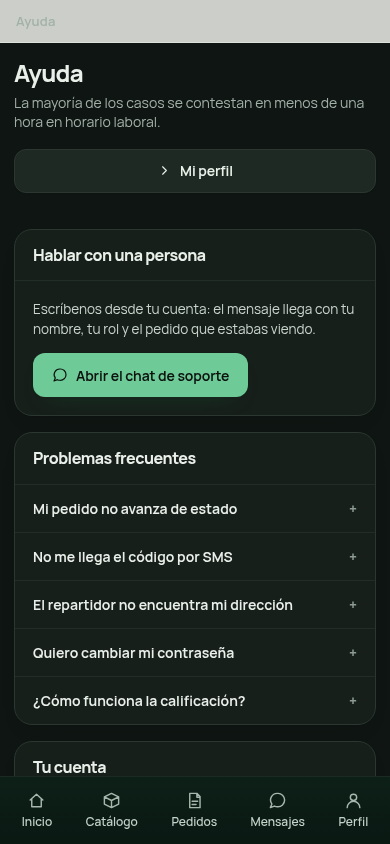 Ayuda
Ayuda
La mayoría de los casos se contestan en menos de una
hora en horario laboral.
Mi perfil
Hablar con una persona
Escríbenos desde tu cuenta: el mensaje llega con tu
nombre, tu rol y el pedido que estabas viendo.
Abrir el chat de soporte
Problemas frecuentes
Mi pedido no avanza de estado +
No me llega el código por SMS +
El repartidor no encuentra mi dirección +
Quiero cambiar mi contraseña +
¿Cómo funciona la calificación? +
Tu cuenta
Inicio Catálogo Pedidos Mensajes Perfil